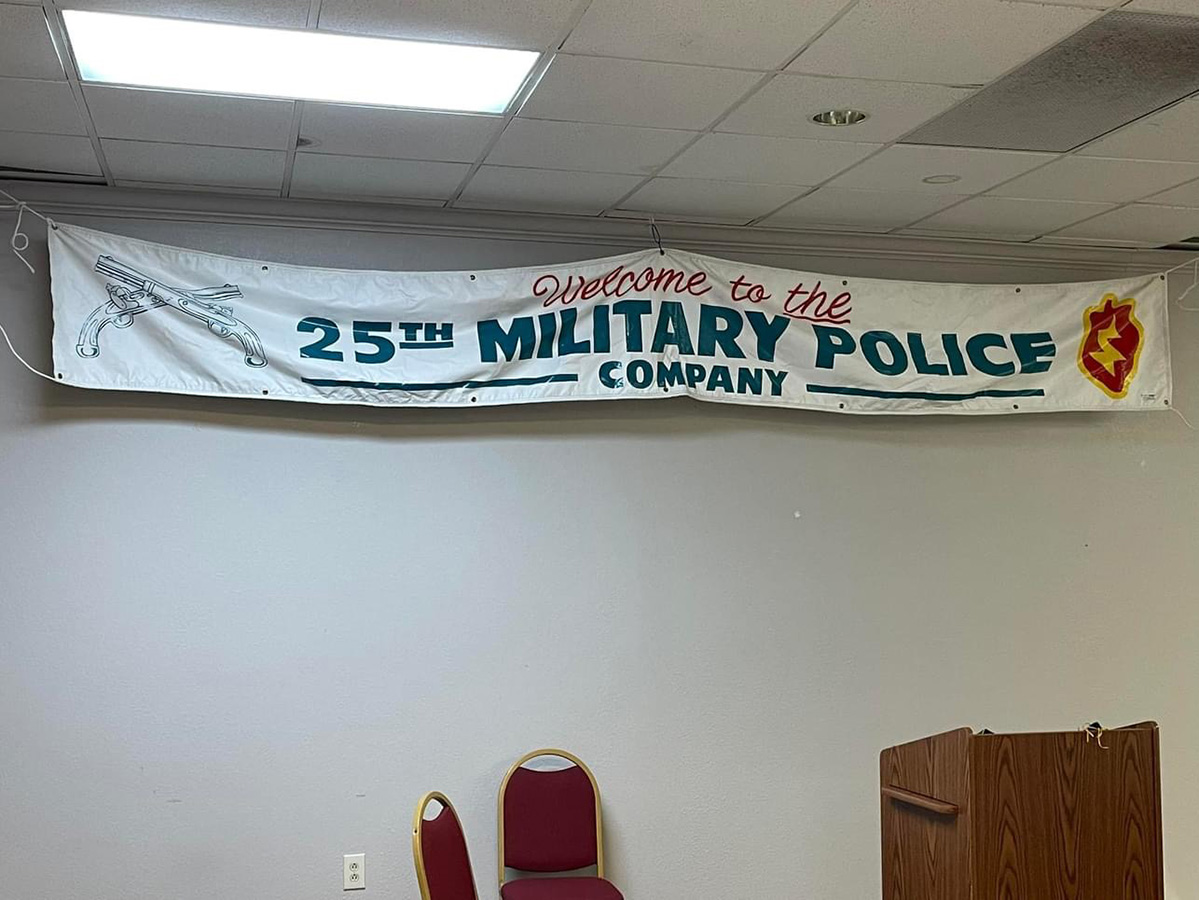 Welcome to the
25TH MILITARY POLICE
COMPANY